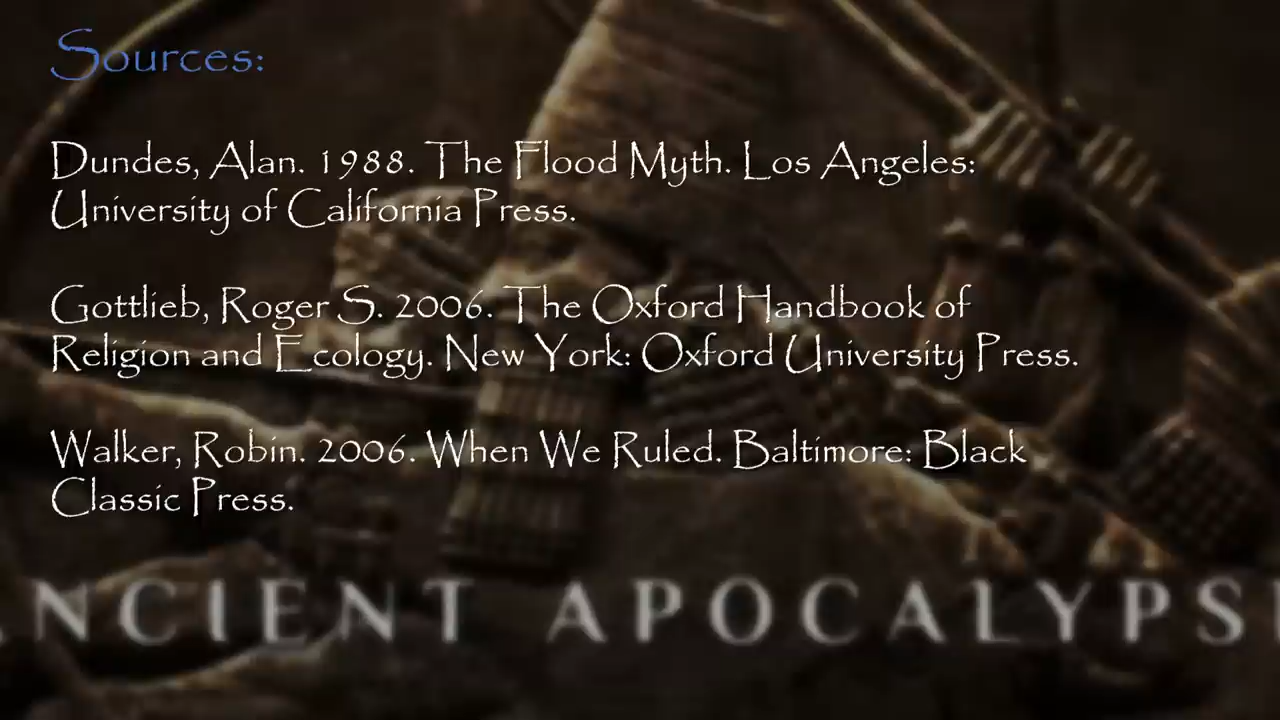 Sources:
Dundes, Alan. 1988. The Flood Myth. Los Angeles:
University of California Press.
Gottlieb, Roger S. 2006. The Oxford Handbook of
Religion and Ecology. New York: Oxford University Press.
Walker, Robin. 2006. When We Ruled. Baltimore: Black
Classic Press.
ANCIENT APOCALYPSE